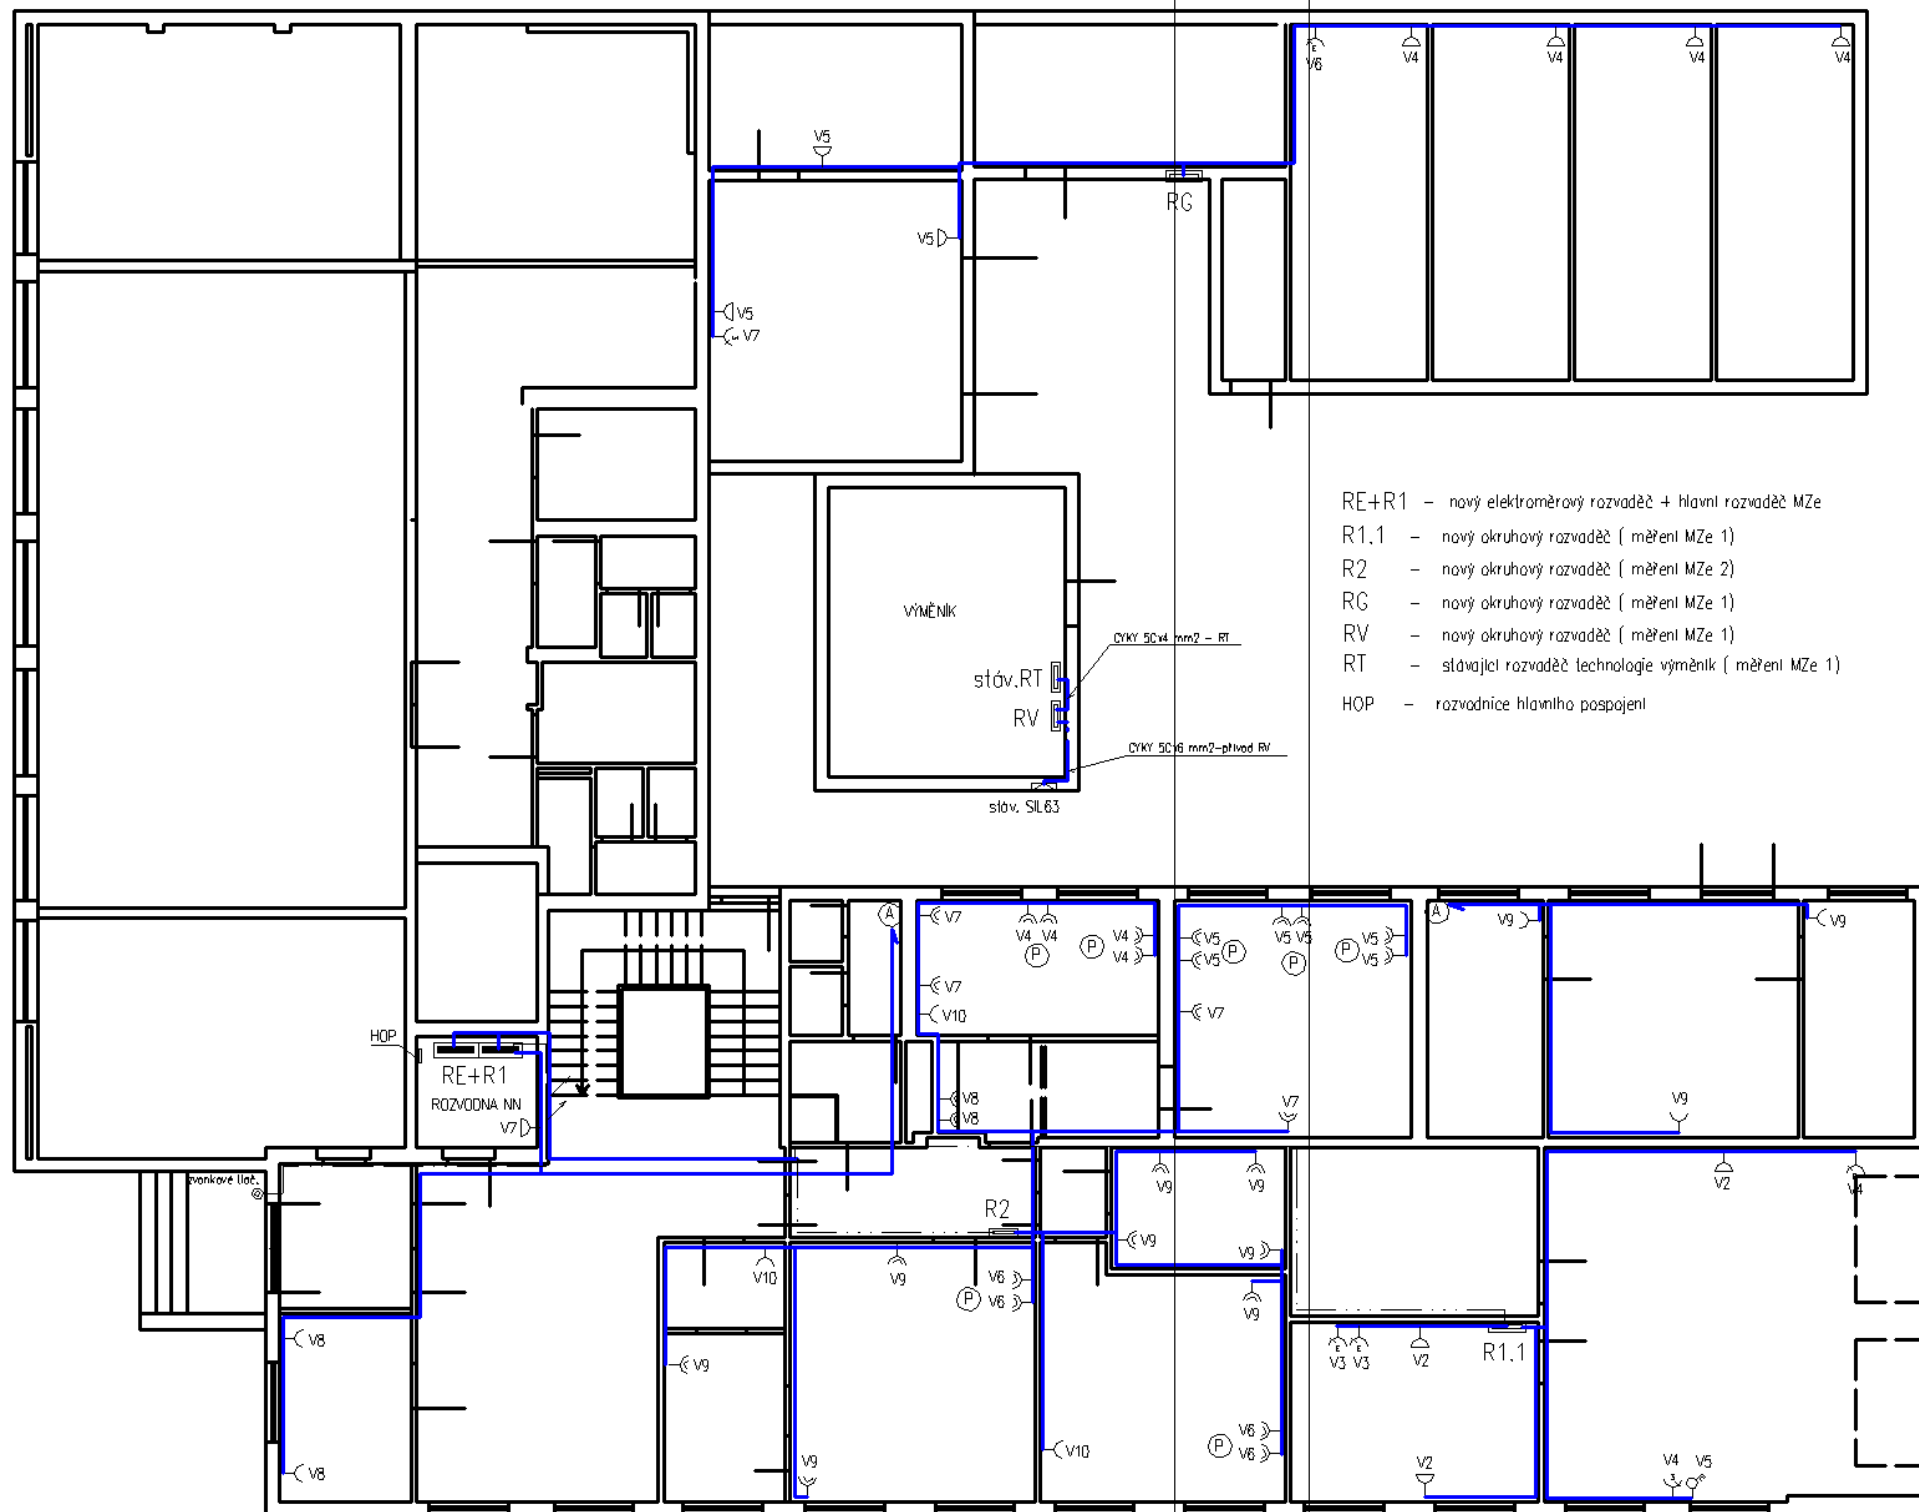 V6
V4
V4
V4
V4
V5
RG
V5
V5
V7
RE+R1 – nový elektroměrový rozvaděč + hlavní rozvaděč MZe
R1.1 – nový okruhový rozvaděč ( měření MZe 1)
R2 – nový okruhový rozvaděč ( měření MZe 2)
RG – nový okruhový rozvaděč ( měření MZe 1)
RV – nový okruhový rozvaděč ( měření MZe 1)
RT – stávající rozvaděč technologie výměník ( měření MZe 1)
HOP – rozvodnice hlavního pospojení
VÝMĚNÍK
CYKY 5Cx4 mm2 – RT
stáv.RT
RV
CYKY 5Cx6 mm2–přívod RV
stáv. SIL63
A
V7
V4 V4
P
P
V4
V4
V7
V10
V5
V5
P
V5 V5
P
P
V5
V5
V7
A
V9
V9
HOP
RE+R1
ROZVODNA NN
V7
V8
V8
V7
V9
zvonkové tlač.
V9
V9
V2
V4
R2
V9
V9
V10
V9
P
V6
V6
V9
V8
V9
V3 V3
V2
R1.1
V8
V9
V10
P
V6
V6
V2
V4
3
V5
E
E
E